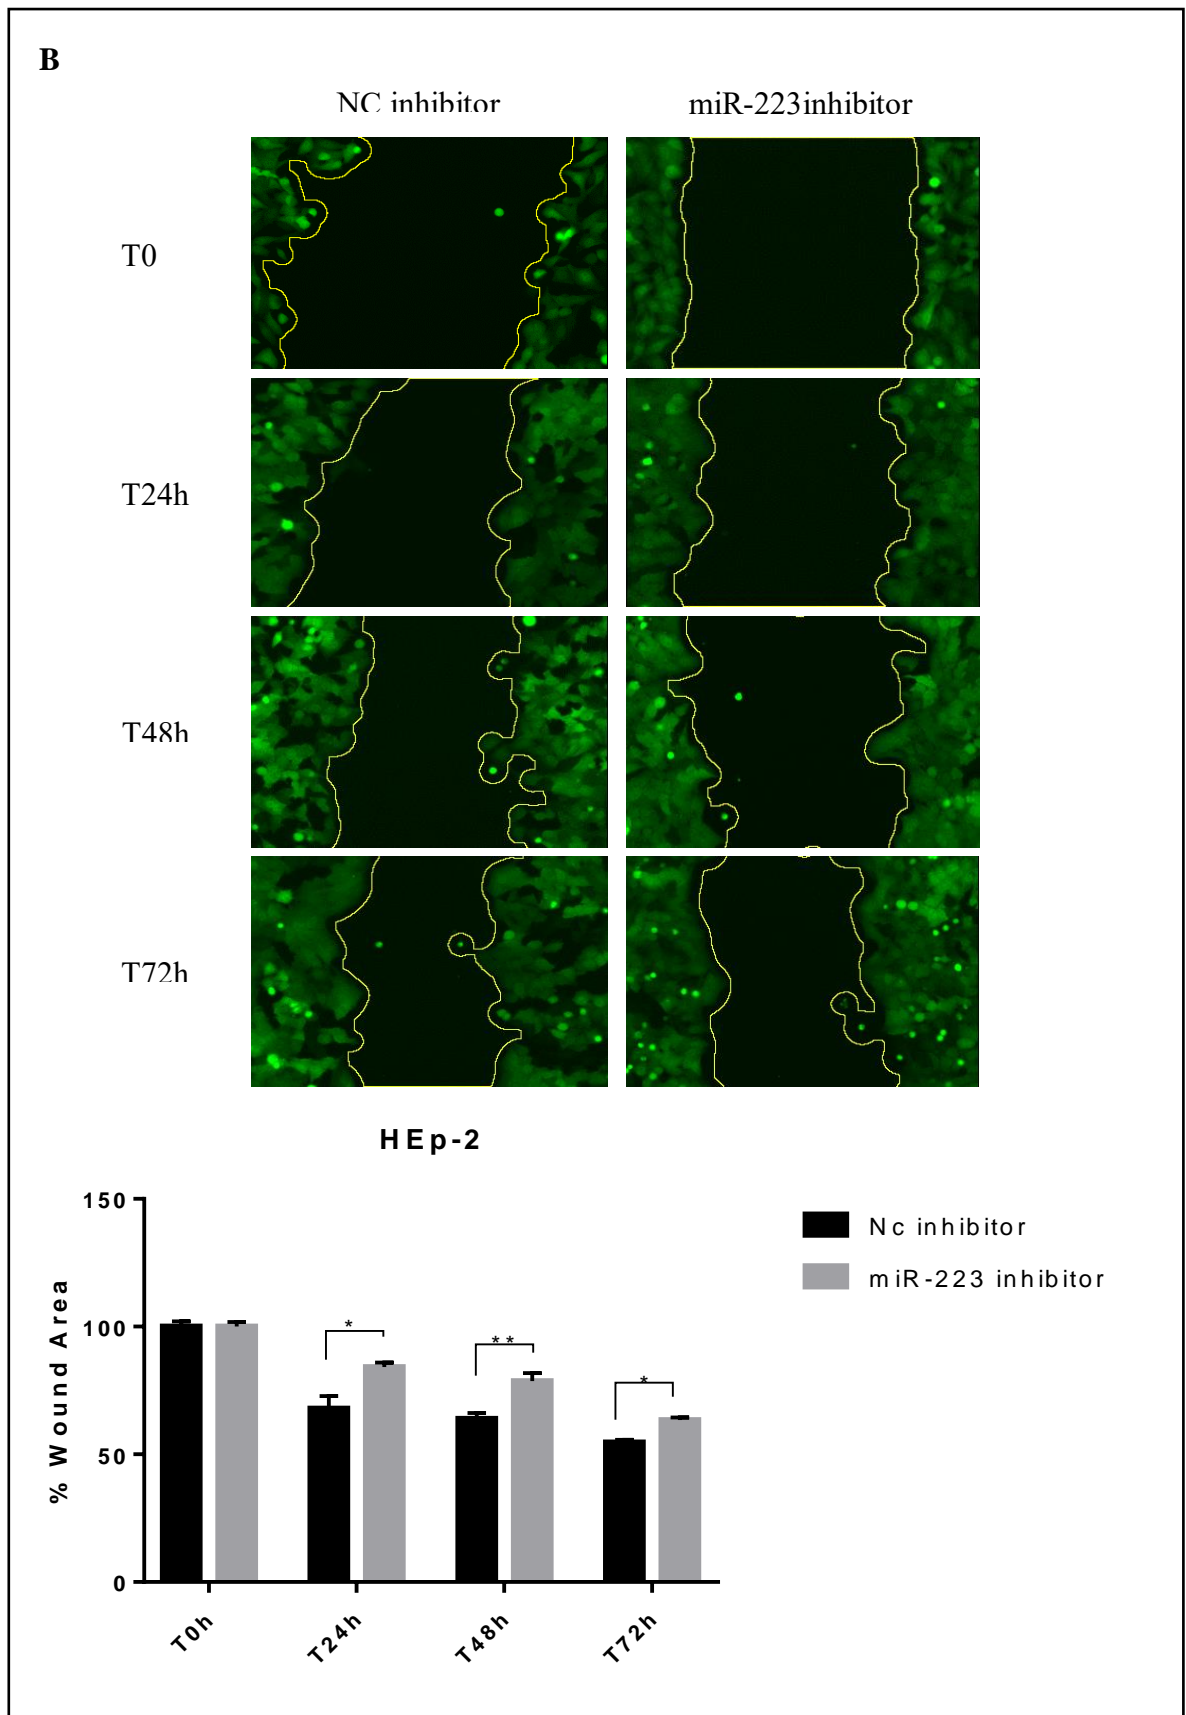 B
NC inhibitor
miR-223inhibitor
T0
T24h
T48h
T72h
HEp-2
150
100
50
0
% Wound Area
*
**
*
T0h
T24h
T48h
T72h
Nc inhibitor
miR-223 inhibitor